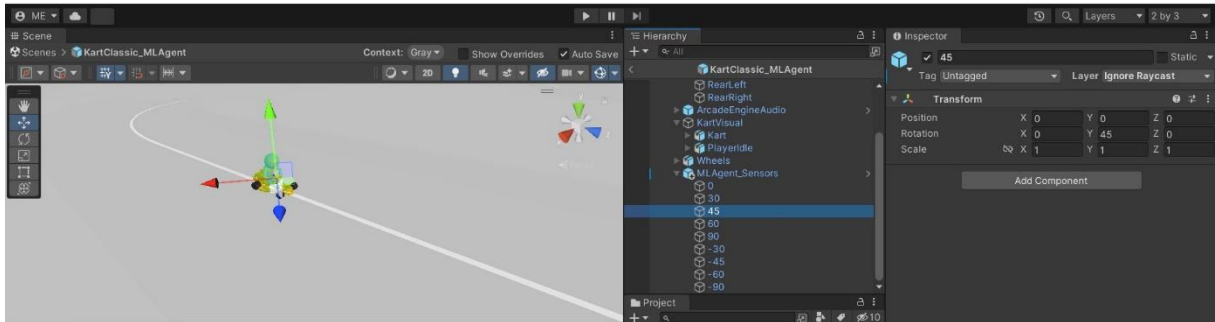 ME
Layers
2 by 3
Scene
Scenes > KartClassic_MLAgent
Context: Gray
Show Overrides
Auto Save
2D
Hierarchy
All
KartClassic_MLAgent
RearLeft
RearRight
ArcadeEngineAudio
KartVisual
Kart
PlayerIdle
Wheels
MLAgent_Sensors
0
30
45
60
90
-30
-45
-60
-90
Project
10
Inspector
45
Static
Tag Untagged
Layer Ignore Raycast
Transform
Position X 0 Y 0 Z 0
Rotation X 0 Y 45 Z 0
Scale X 1 Y 1 Z 1
Add Component